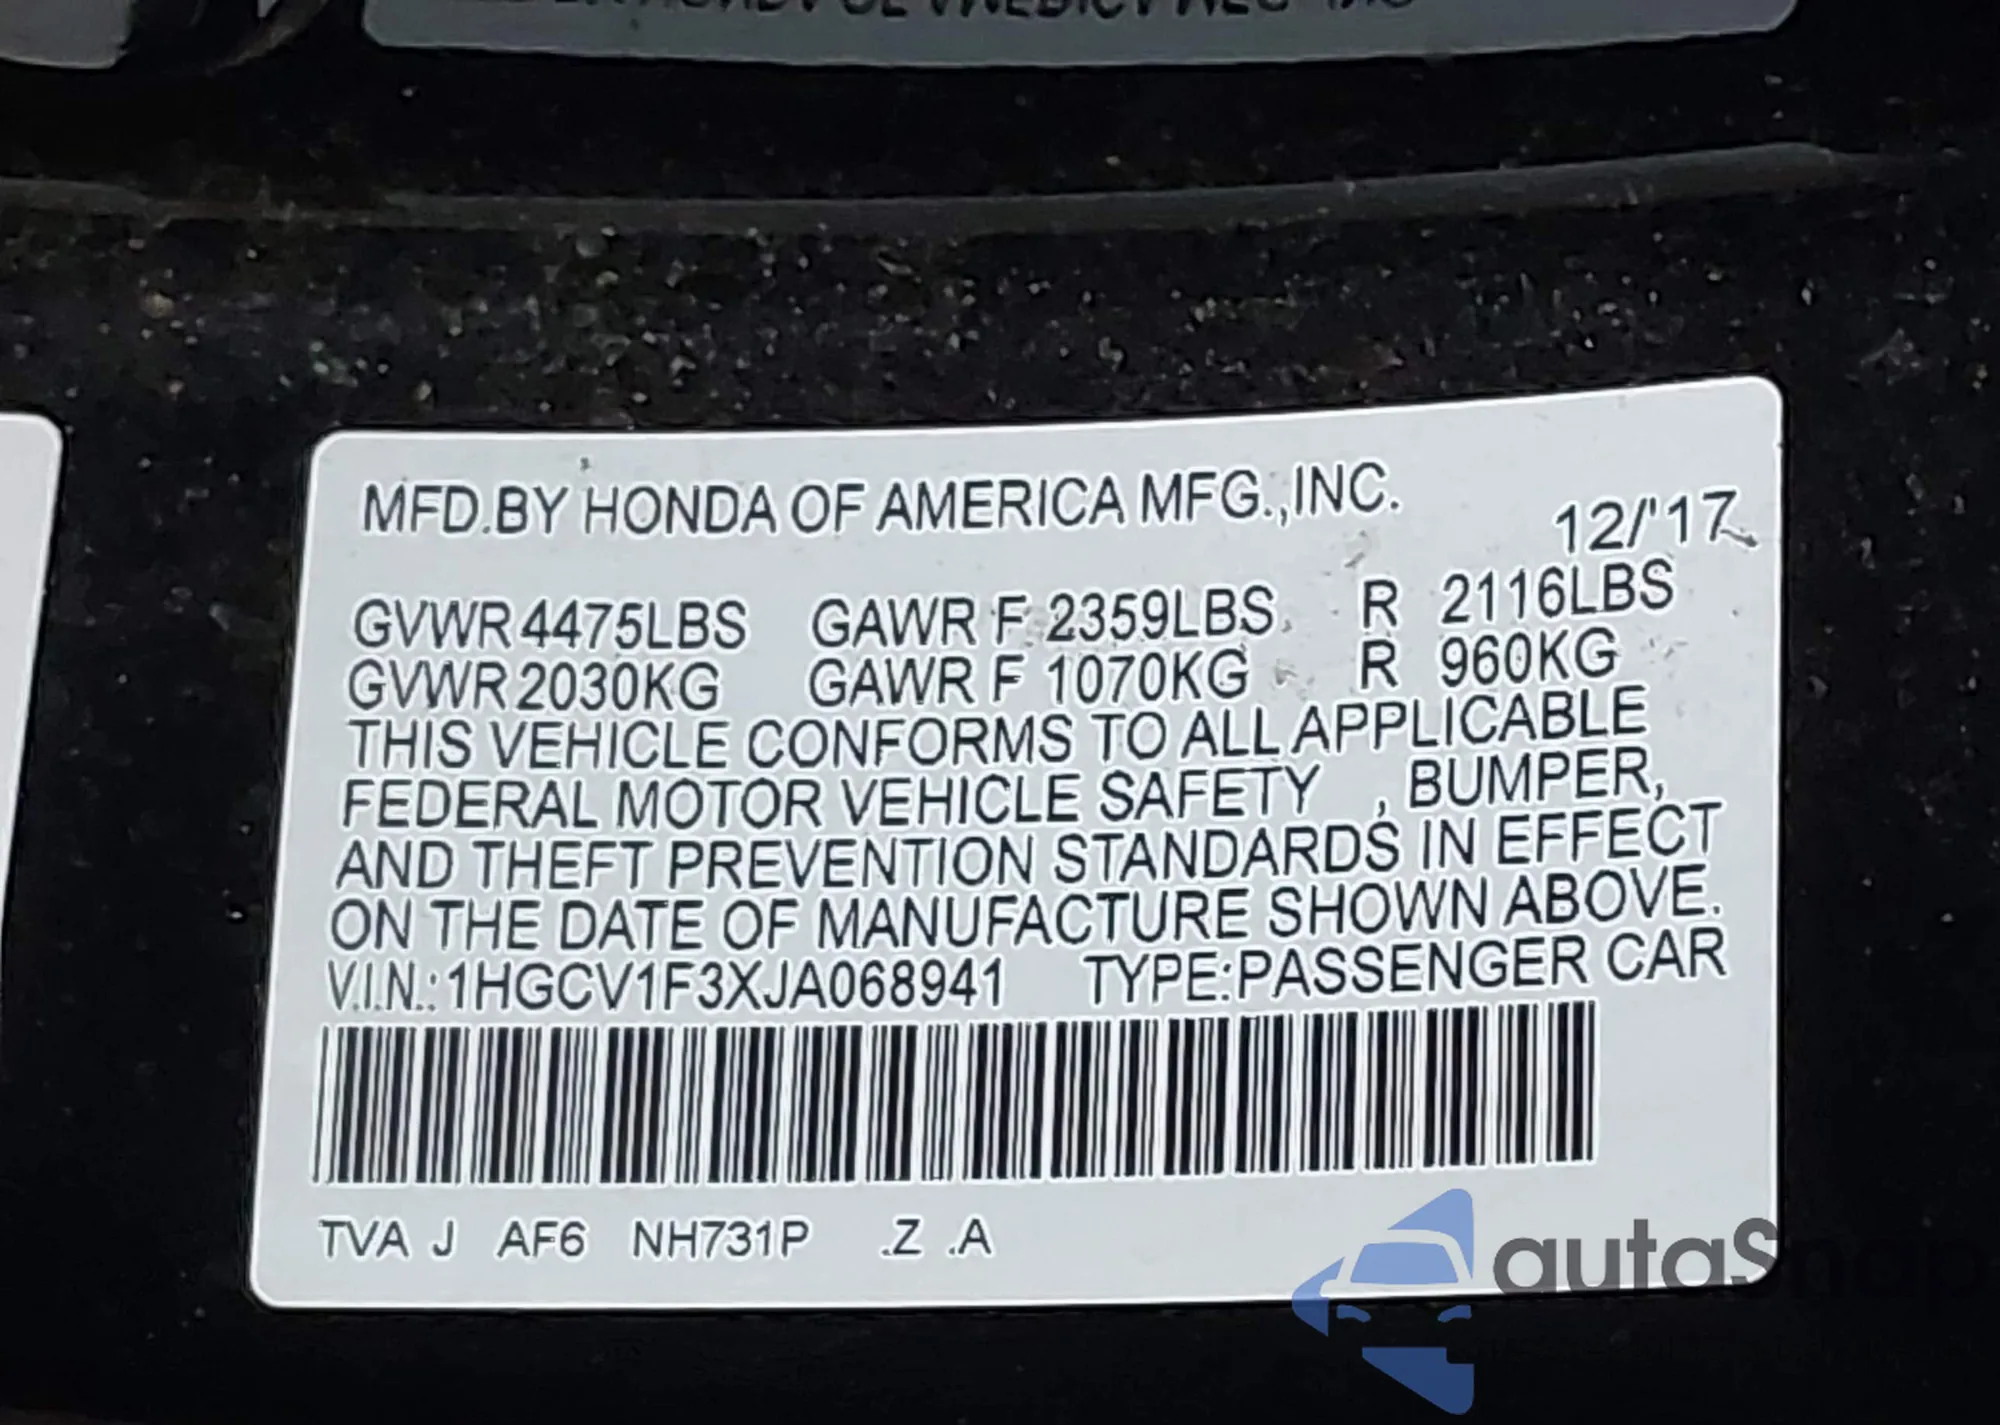 MFD.BY HONDA OF AMERICA MFG.,INC.
12/'17
GVWR 4475LBS GAWR F 2359LBS R 2116LBS
GVWR 2030KG GAWR F 1070KG R 960KG
THIS VEHICLE CONFORMS TO ALL APPLICABLE
FEDERAL MOTOR VEHICLE SAFETY , BUMPER,
AND THEFT PREVENTION STANDARDS IN EFFECT
ON THE DATE OF MANUFACTURE SHOWN ABOVE.
V.I.N.:1HGCV1F3XJA068941 TYPE:PASSENGER CAR
TVA J AF6 NH731P .Z .A
autaShop